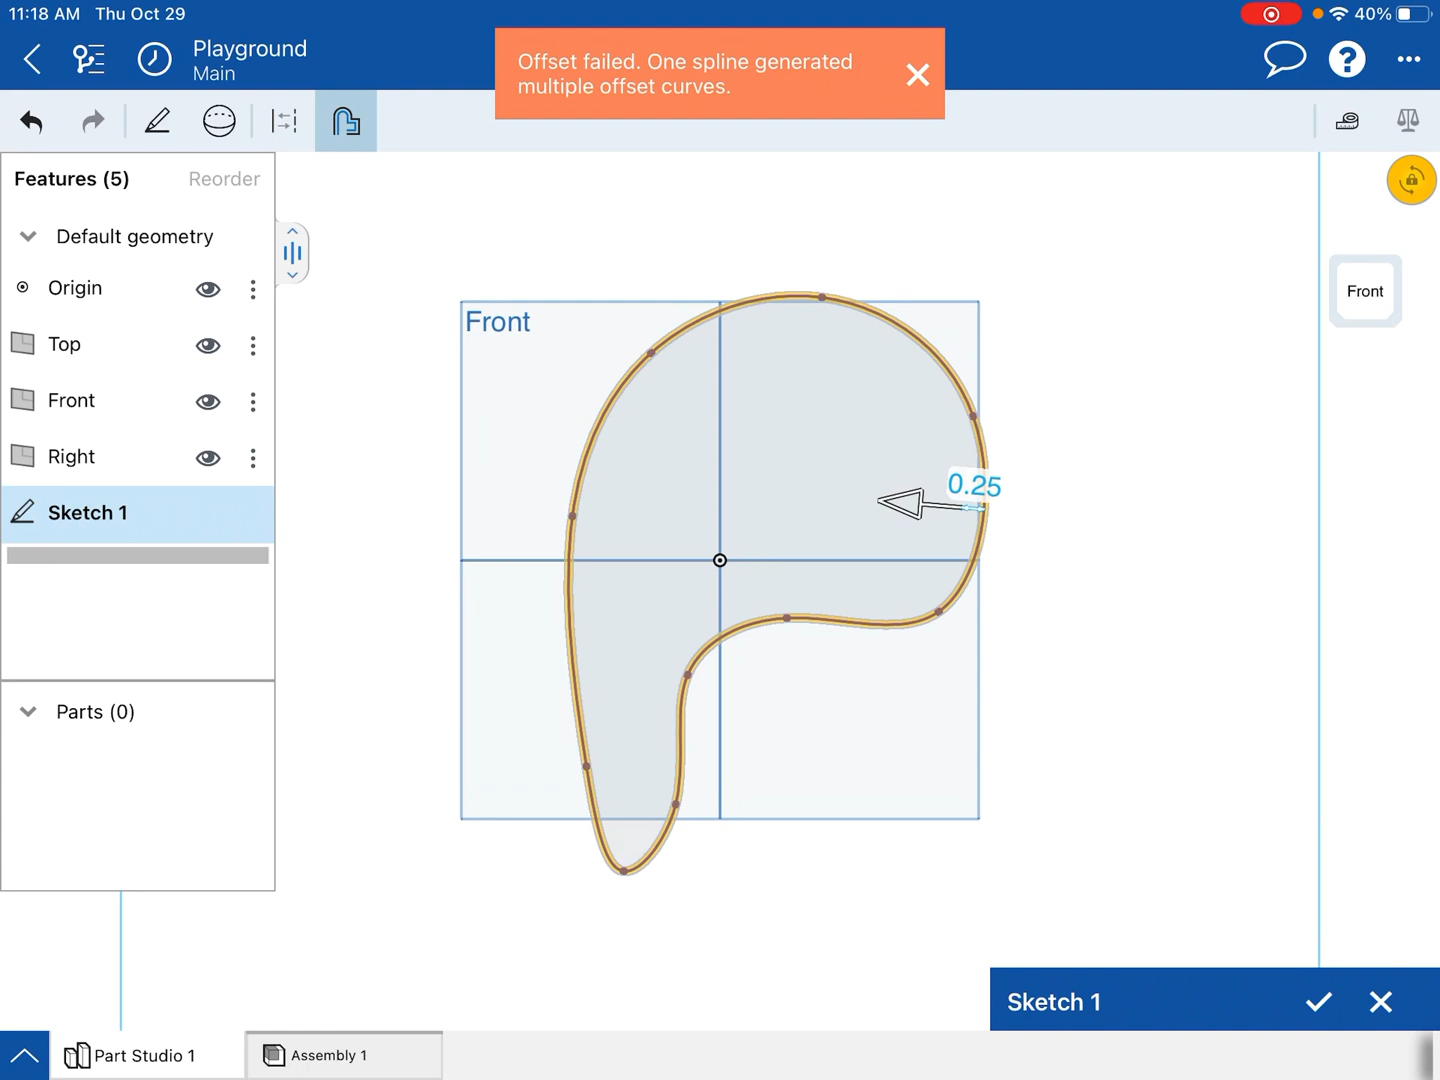 11:18 AM Thu Oct 29
40%
Playground
Main
Offset failed. One spline generated
multiple offset curves.
Features (5)
Reorder
Default geometry
Origin
Top
Front
Right
Sketch 1
Parts (0)
Front
0.25
Front
Sketch 1
Part Studio 1
Assembly 1